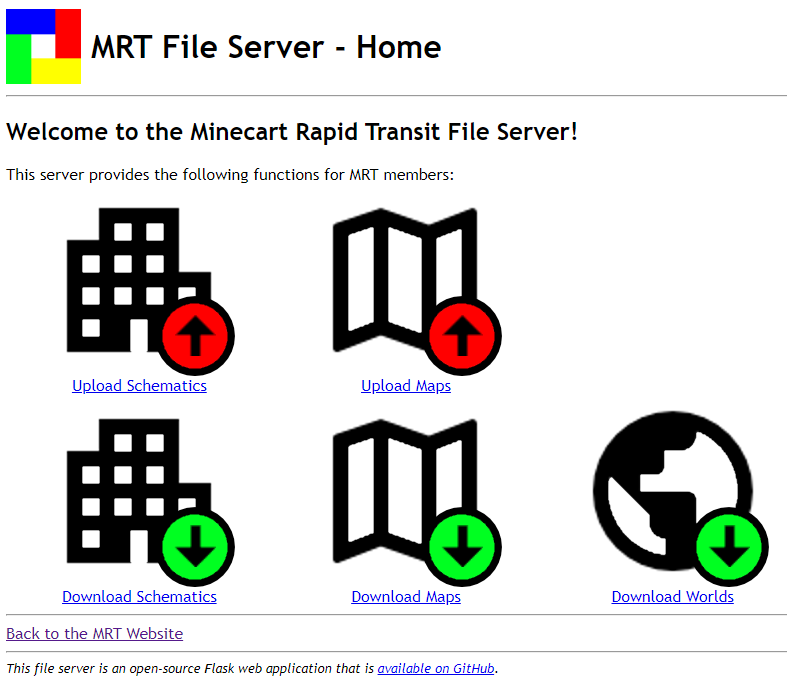 MRT File Server - Home
Welcome to the Minecart Rapid Transit File Server!
This server provides the following functions for MRT members:
Upload Schematics
Upload Maps
Download Schematics
Download Maps
Download Worlds
Back to the MRT Website
This file server is an open-source Flask web application that is available on GitHub.